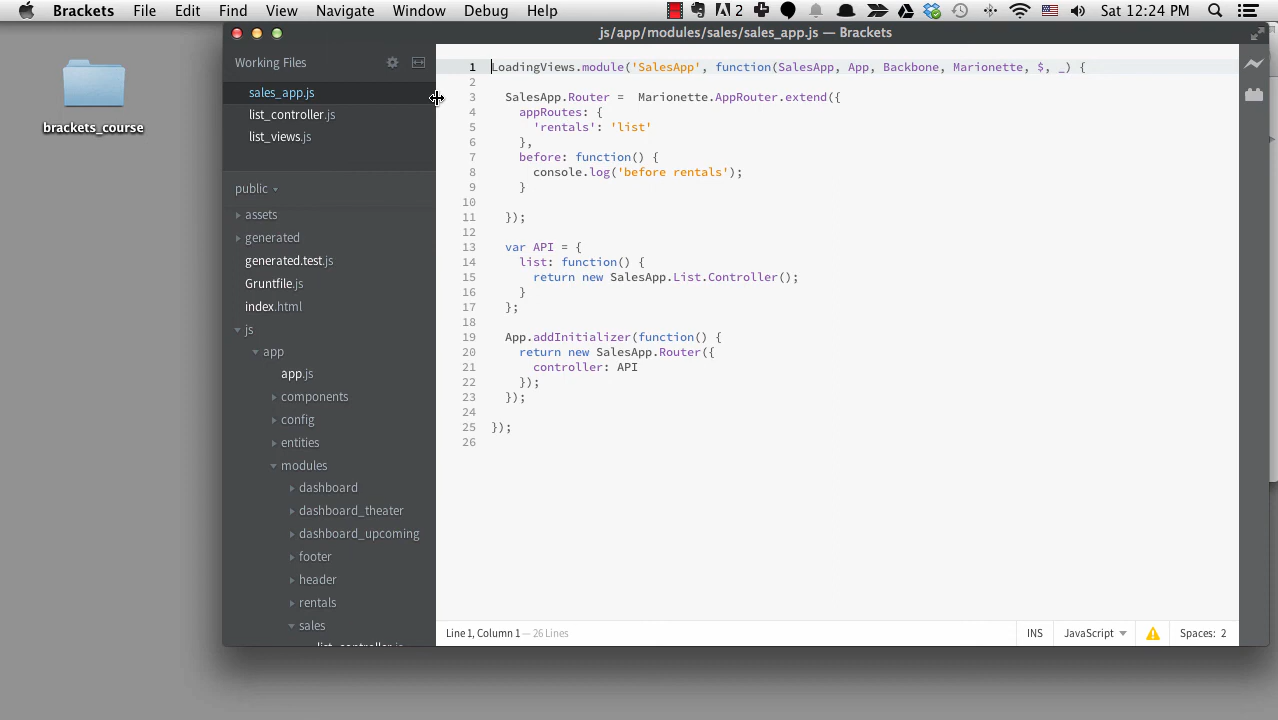 Brackets File Edit Find View Navigate Window Debug Help 2 Sat 12:24 PM
js/app/modules/sales/sales_app.js — Brackets
Working Files
sales_app.js
list_controller.js
list_views.js
public
assets
generated
generated.test.js
Gruntfile.js
index.html
js
app
app.js
components
config
entities
modules
dashboard
dashboard_theater
dashboard_upcoming
footer
header
rentals
sales
list_controller.js
brackets_course
1 LoadingViews.module('SalesApp', function(SalesApp, App, Backbone, Marionette, $, _) {
2
3 SalesApp.Router =  Marionette.AppRouter.extend({
4 appRoutes: {
5 'rentals': 'list'
6 },
7 before: function() {
8 console.log('before rentals');
9 }
10
11 });
12
13 var API = {
14 list: function() {
15 return new SalesApp.List.Controller();
16 }
17 };
18
19 App.addInitializer(function() {
20 return new SalesApp.Router({
21 controller: API
22 });
23 });
24
25 });
26
Line 1, Column 1 — 26 Lines INS JavaScript Spaces: 2